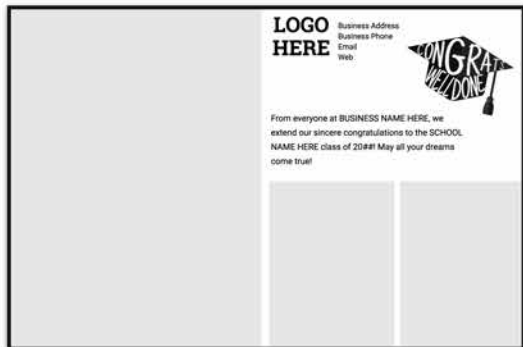 LOGO
HERE
Business Address
Business Phone
Email
Web
CONGRATS
WELL DONE!
From everyone at BUSINESS NAME HERE, we
extend our sincere congratulations to the SCHOOL
NAME HERE class of 20##! May all your dreams
come true!